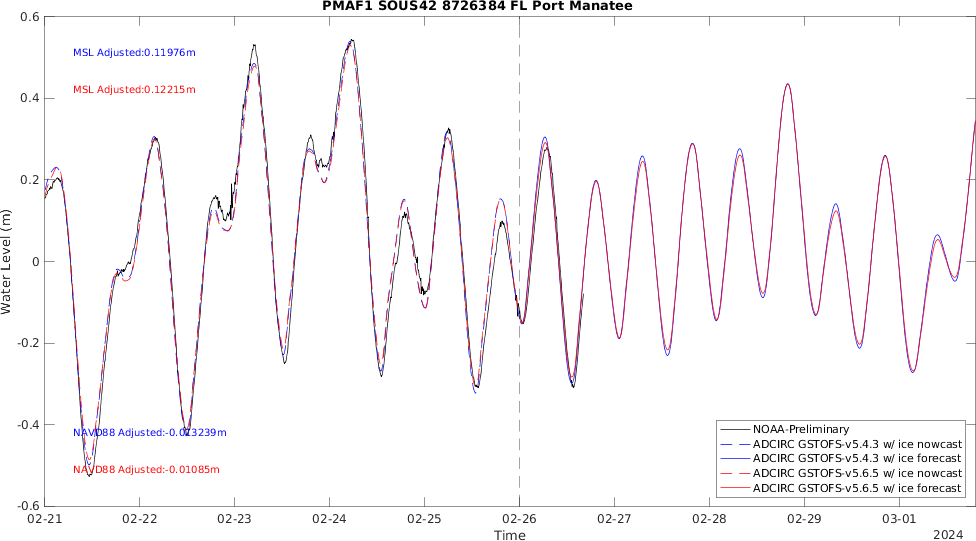 PMAF1 SOUS42 8726384 FL Port Manatee
0.6
MSL Adjusted:0.11976m
MSL Adjusted:0.12215m
0.4
0.2
0
-0.2
-0.4
-0.6
Water Level (m)
NAVD88 Adjusted:-0.013239m
NAVD88 Adjusted:-0.01085m
NOAA-Preliminary
ADCIRC GSTOFS-v5.4.3 w/ ice nowcast
ADCIRC GSTOFS-v5.4.3 w/ ice forecast
ADCIRC GSTOFS-v5.6.5 w/ ice nowcast
ADCIRC GSTOFS-v5.6.5 w/ ice forecast
02-21 02-22 02-23 02-24 02-25 02-26 02-27 02-28 02-29 03-01
Time
2024